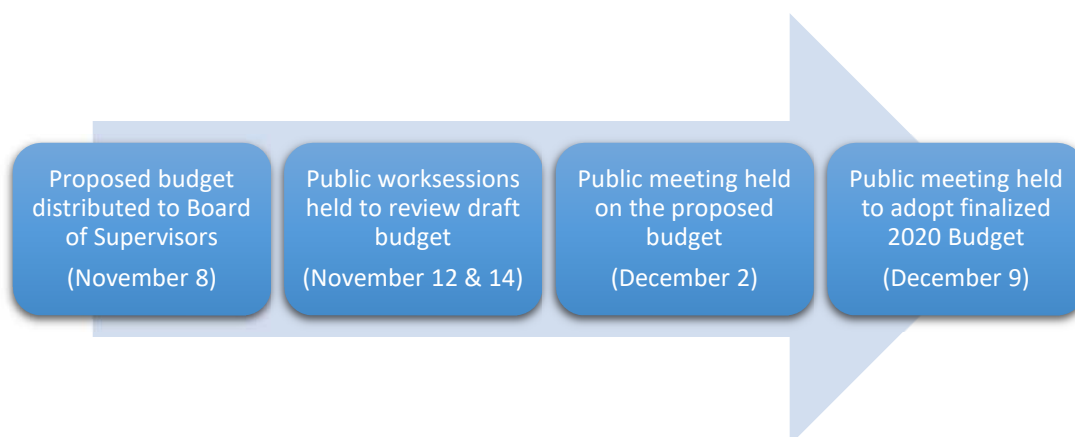 Proposed budget
distributed to Board
of Supervisors
(November 8)
Public worksessions
held to review draft
budget
(November 12 & 14)
Public meeting held
on the proposed
budget
(December 2)
Public meeting held
to adopt finalized
2020 Budget
(December 9)